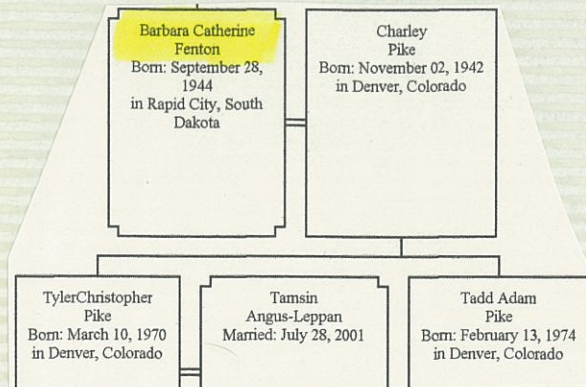 Barbara Catherine
Fenton
Born: September 28,
1944
in Rapid City, South
Dakota
Charley
Pike
Born: November 02, 1942
in Denver, Colorado
TylerChristopher
Pike
Born: March 10, 1970
in Denver, Colorado
Tamsin
Angus-Leppan
Married: July 28, 2001
Tadd Adam
Pike
Born: February 13, 1974
in Denver, Colorado